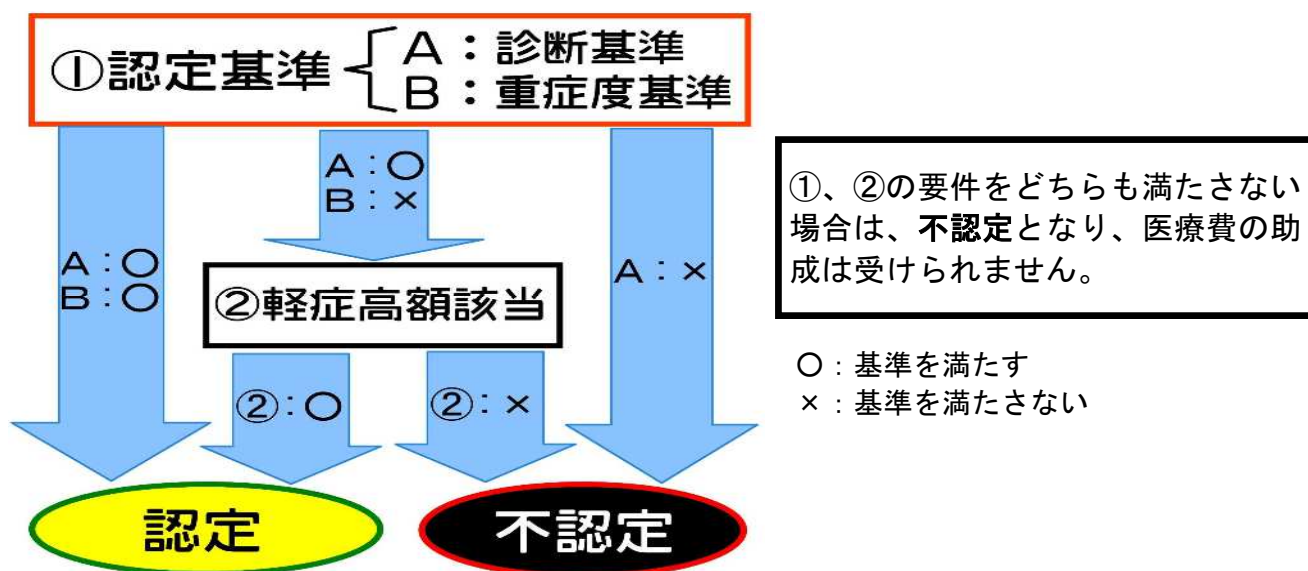 ①認定基準
A：診断基準
B：重症度基準
A：○
B：×
A：○
B：○
A：×
②軽症高額該当
②：○
②：×
認定
不認定
①、②の要件をどちらも満たさない
場合は、不認定となり、医療費の助
成は受けられません。
○：基準を満たす
×：基準を満たさない